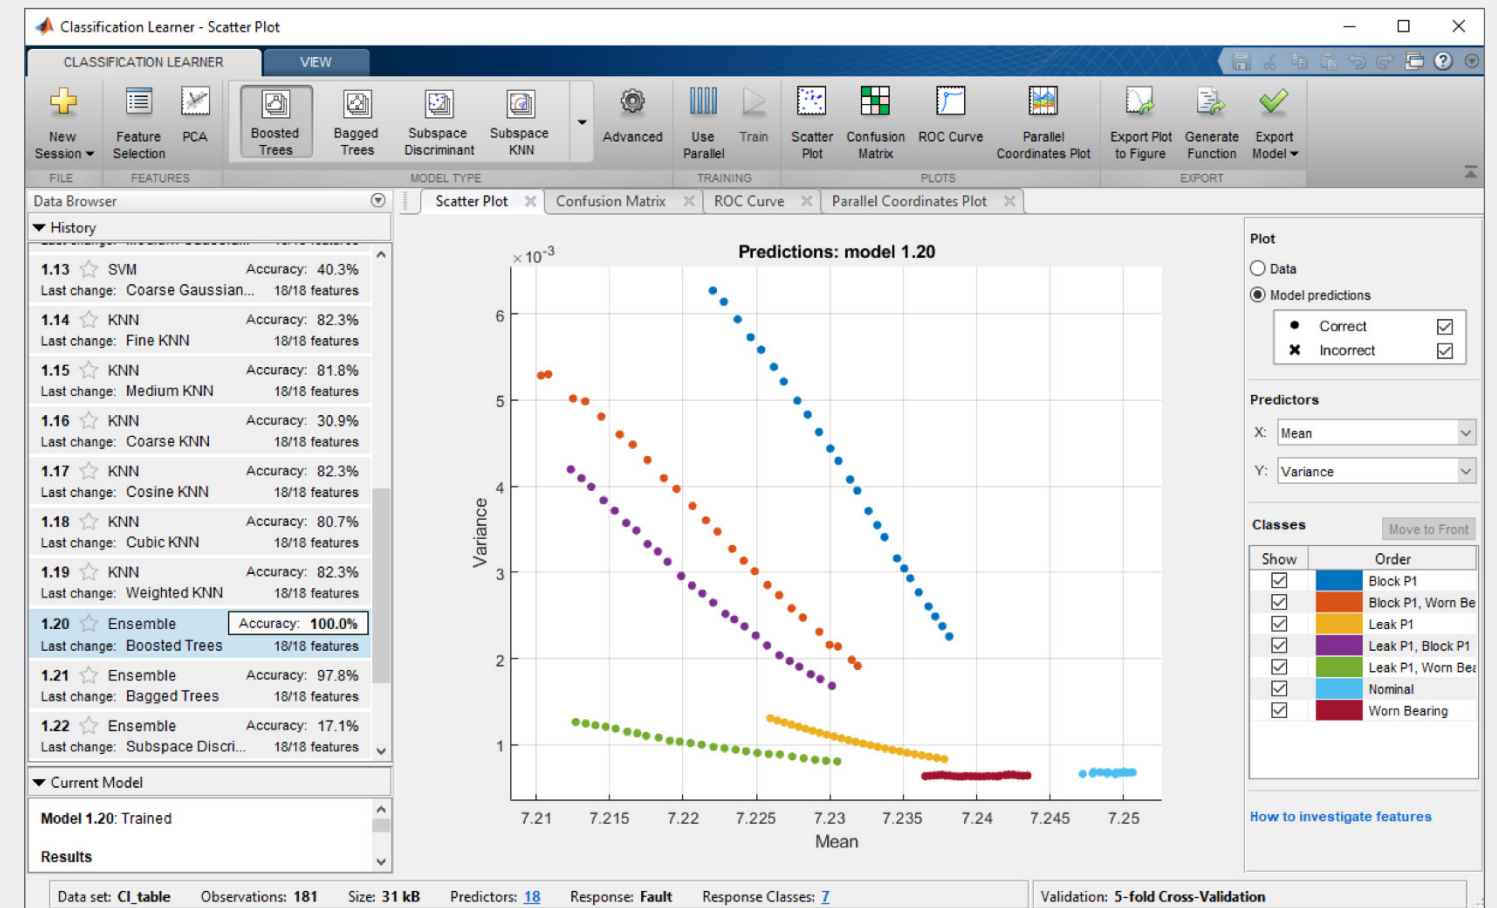 Classification Learner - Scatter Plot
CLASSIFICATION LEARNER
VIEW
New Session
Feature Selection
PCA
Boosted Trees
Bagged Trees
Subspace Discriminant
Subspace KNN
Advanced
Use Parallel
Train
Scatter Plot
Confusion Matrix
ROC Curve
Parallel Coordinates Plot
Export Plot to Figure
Generate Function
Export Model
FILE
FEATURES
MODEL TYPE
TRAINING
PLOTS
EXPORT
Data Browser
Scatter Plot
Confusion Matrix
ROC Curve
Parallel Coordinates Plot
History
1.13 SVM Accuracy: 40.3%
Last change: Coarse Gaussian... 18/18 features
1.14 KNN Accuracy: 82.3%
Last change: Fine KNN 18/18 features
1.15 KNN Accuracy: 81.8%
Last change: Medium KNN 18/18 features
1.16 KNN Accuracy: 30.9%
Last change: Coarse KNN 18/18 features
1.17 KNN Accuracy: 82.3%
Last change: Cosine KNN 18/18 features
1.18 KNN Accuracy: 80.7%
Last change: Cubic KNN 18/18 features
1.19 KNN Accuracy: 82.3%
Last change: Weighted KNN 18/18 features
1.20 Ensemble Accuracy: 100.0%
Last change: Boosted Trees 18/18 features
1.21 Ensemble Accuracy: 97.8%
Last change: Bagged Trees 18/18 features
1.22 Ensemble Accuracy: 17.1%
Last change: Subspace Discri... 18/18 features
Current Model
Model 1.20: Trained
Results
Predictions: model 1.20
×10-3
6
5
4
3
2
1
Variance
7.21 7.215 7.22 7.225 7.23 7.235 7.24 7.245 7.25
Mean
Plot
Data
Model predictions
Correct
Incorrect
Predictors
X: Mean
Y: Variance
Classes
Move to Front
Show Order
Block P1
Block P1, Worn Be
Leak P1
Leak P1, Block P1
Leak P1, Worn Bea
Nominal
Worn Bearing
How to investigate features
Data set: CI_table Observations: 181 Size: 31 kB Predictors: 18 Response: Fault Response Classes: 7
Validation: 5-fold Cross-Validation